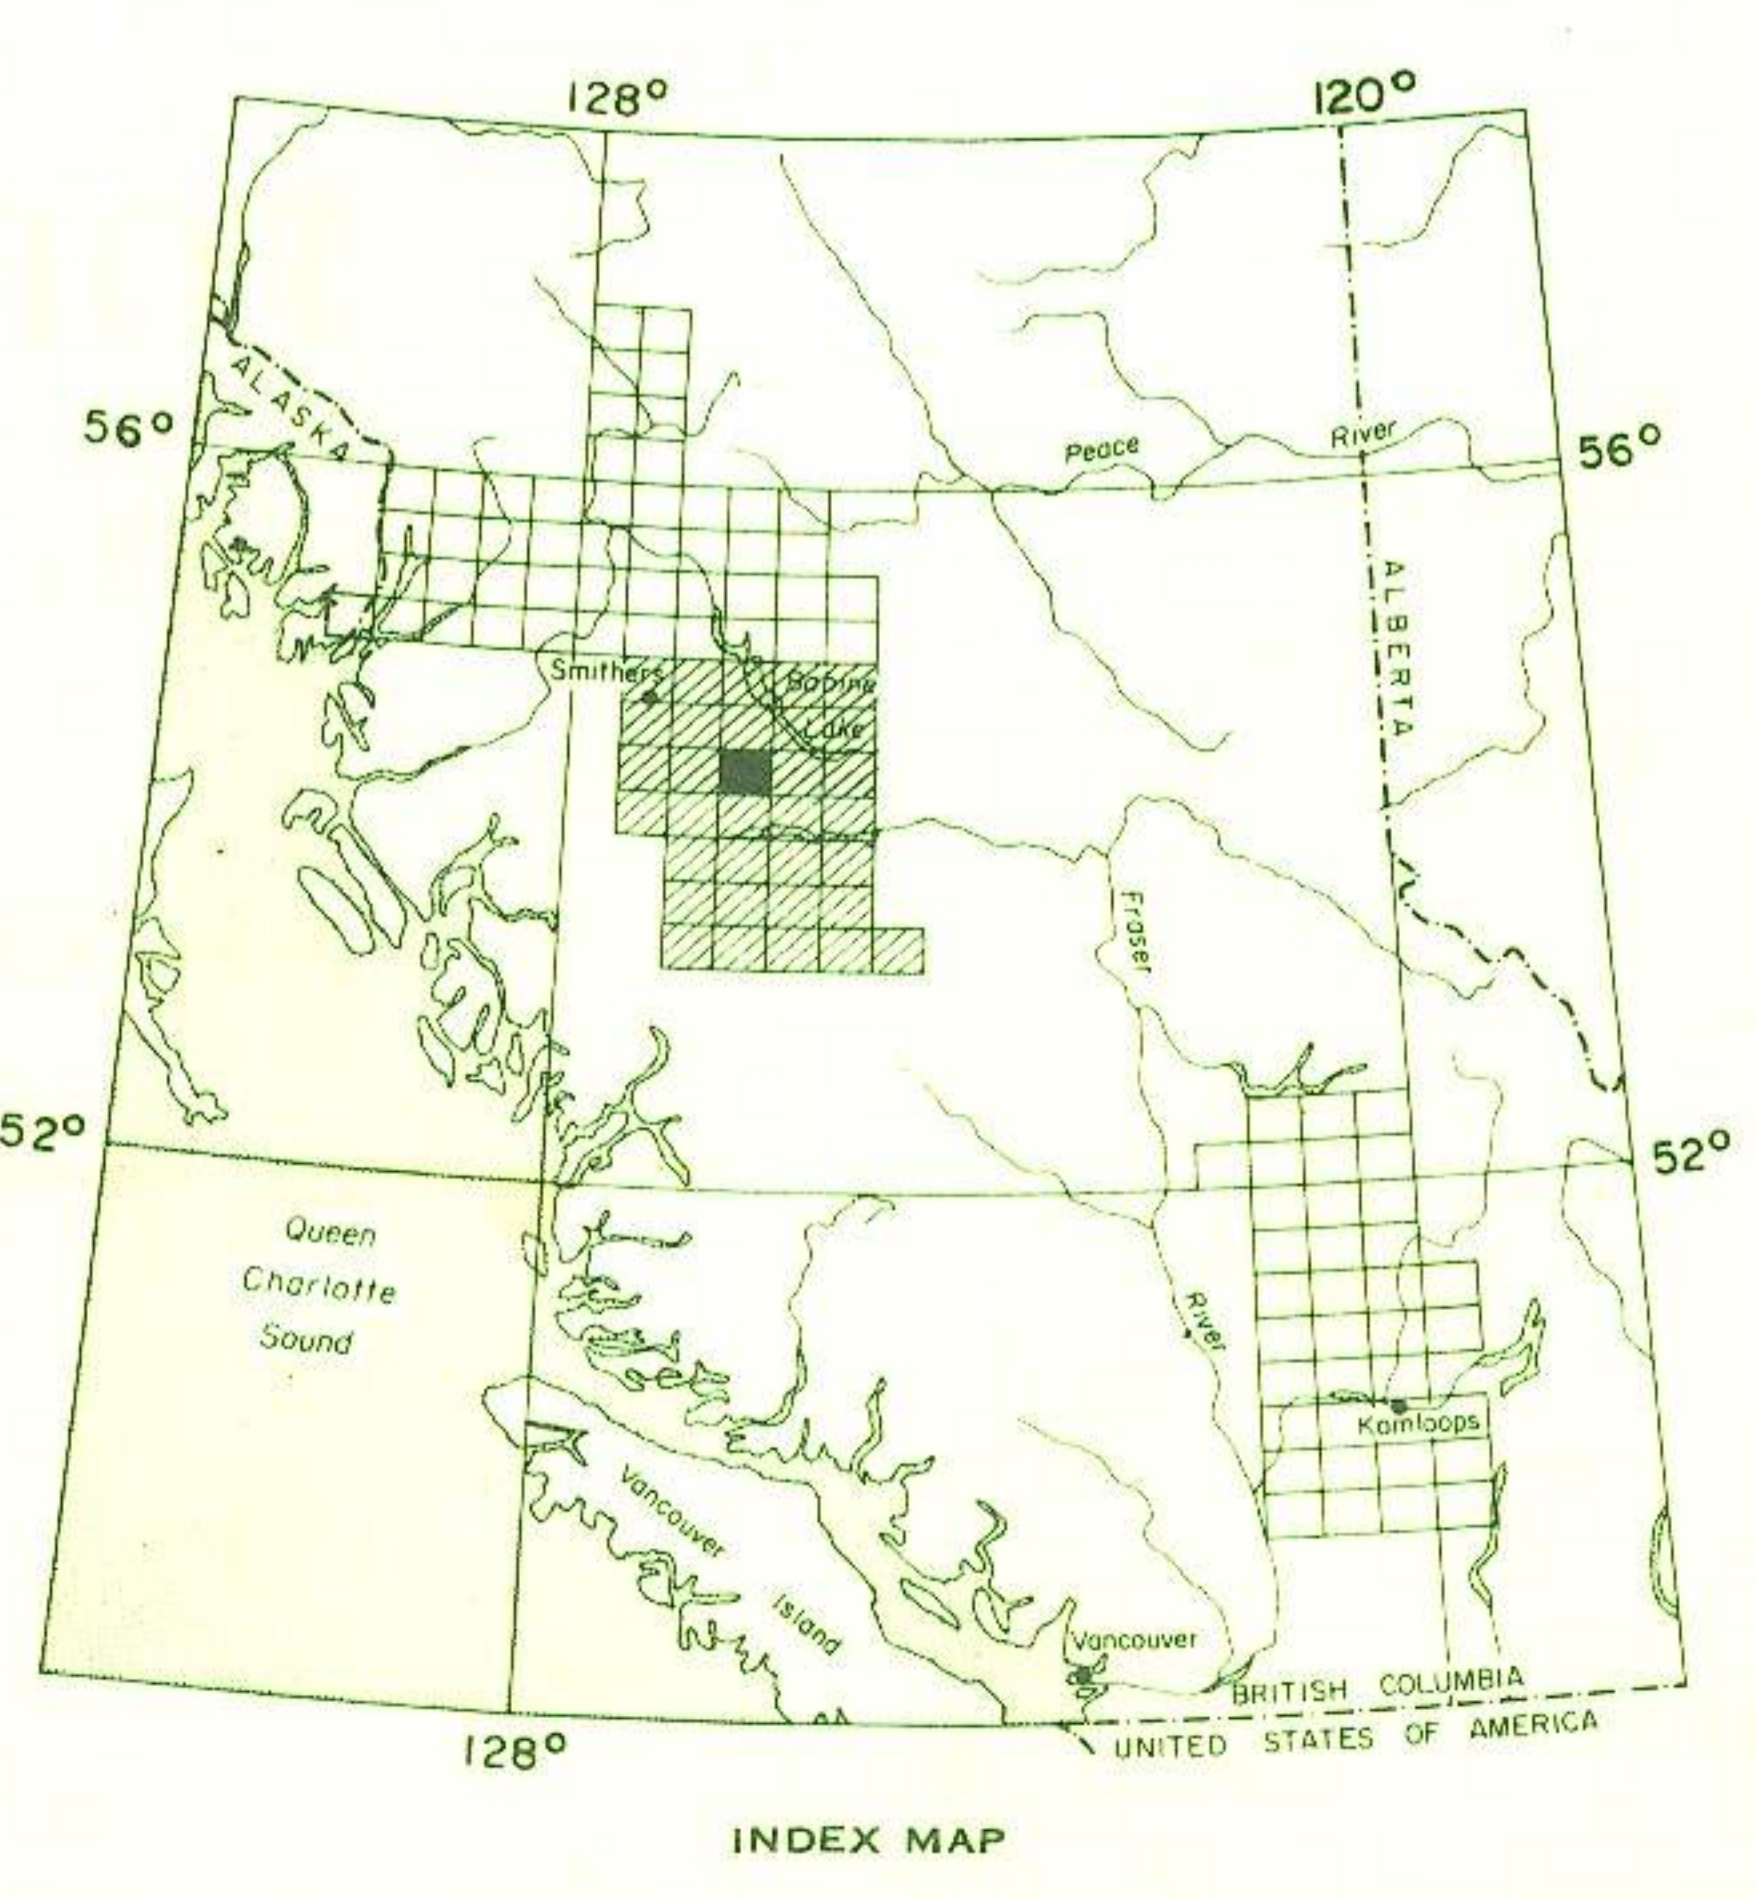 128° 120°
ALASKA
56° 56°
Peace River
ALBERTA
Smithers
Babine
Lake
Fraser
52° 52°
Queen
Charlotte
Sound
River
Kamloops
Vancouver
Island
Vancouver
BRITISH COLUMBIA
UNITED STATES OF AMERICA
128°
INDEX MAP